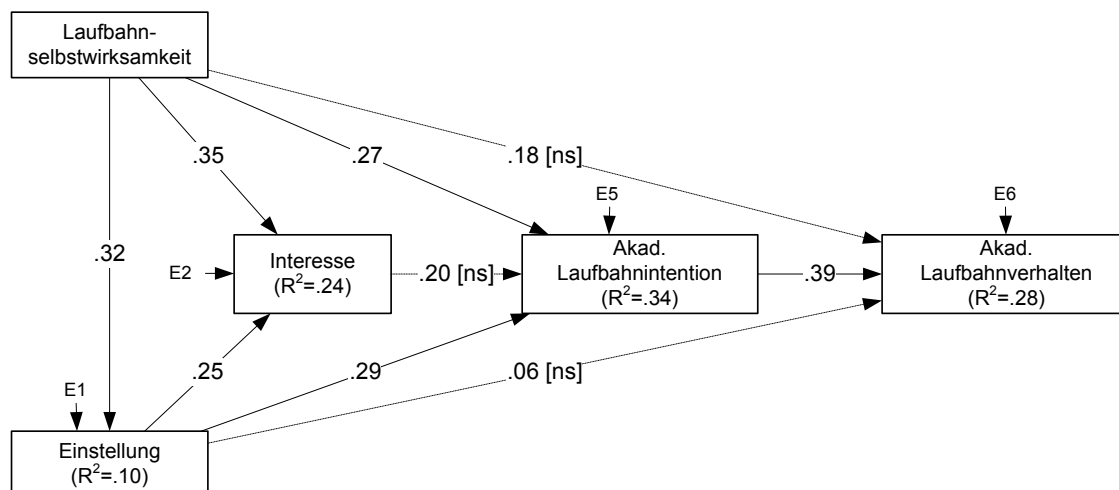 Laufbahn-
selbstwirksamkeit
.35
.27
.18 [ns]
E5
E6
.32
E2
Interesse
(R²=.24)
.20 [ns]
Akad.
Laufbahnintention
(R²=.34)
.39
Akad.
Laufbahnverhalten
(R²=.28)
.25
.29
.06 [ns]
E1
Einstellung
(R²=.10)